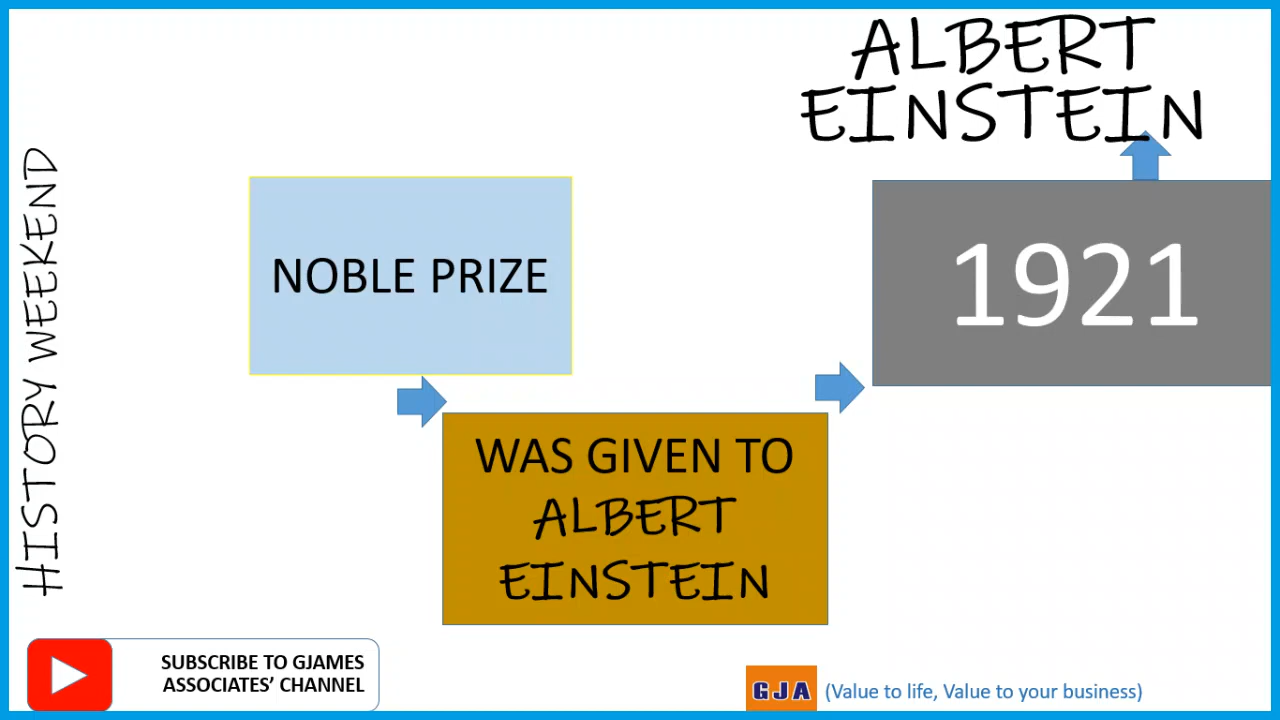 ALBERT
EINSTEIN
HISTORY WEEKEND
NOBLE PRIZE
1921
WAS GIVEN TO
ALBERT
EINSTEIN
SUBSCRIBE TO GJAMES
ASSOCIATES’ CHANNEL
GJA (Value to life, Value to your business)